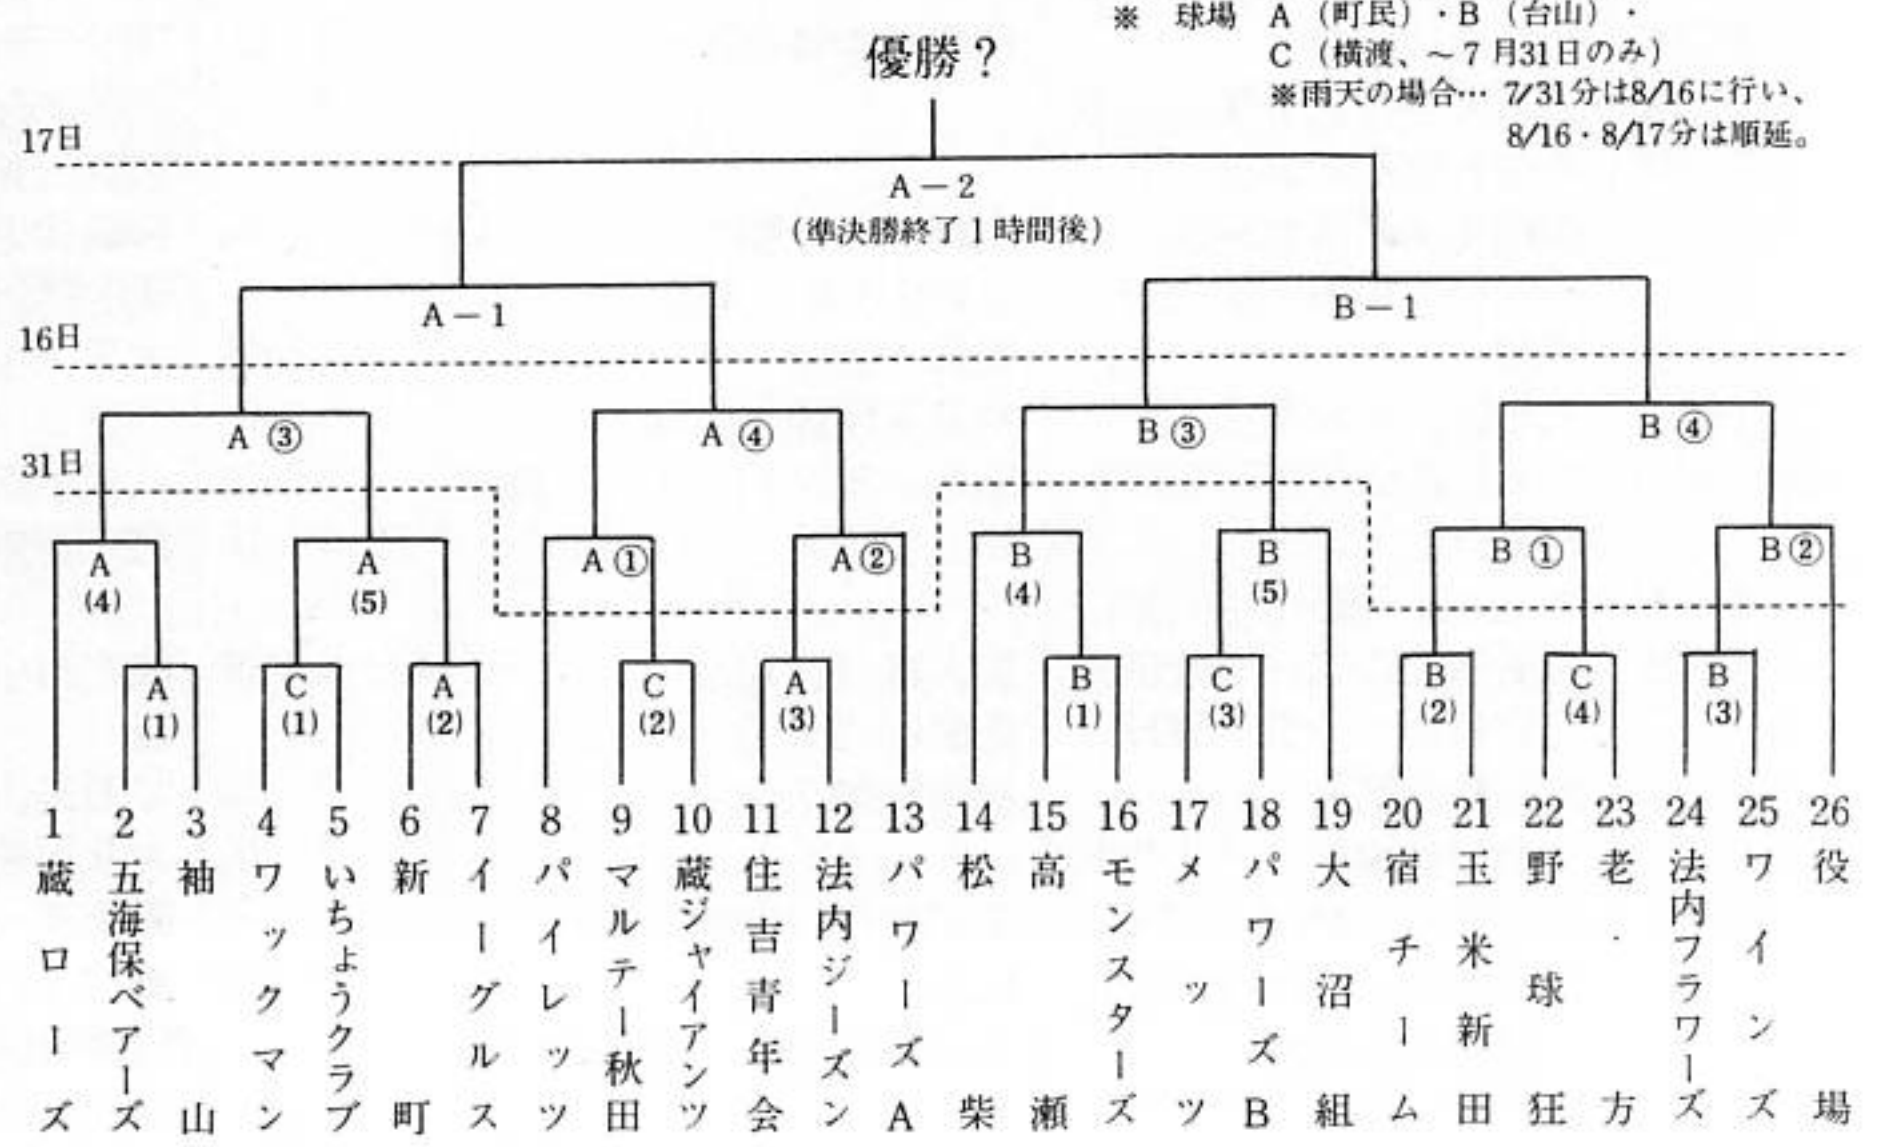 ※ 球場 A（町民）・B（台山）・
C（横渡、～7月31日のみ）
※雨天の場合… 7/31分は8/16に行い、
8/16・8/17分は順延。
優勝？
17日
A－2
（準決勝終了1時間後）
A－1
B－1
16日
A ③
A ④
B ③
B ④
31日
A (4)
A (5)
A ①
A ②
B (4)
B (5)
B ①
B ②
A (1)
C (1)
A (2)
C (2)
A (3)
B (1)
C (3)
B (2)
C (4)
B (3)
1 蔵ローズ
2 五海保ベアーズ
3 袖山
4 ワックマン
5 いちょうクラブ
6 新町
7 イーグルス
8 パイレッツ
9 マルテー秋田
10 蔵ジャイアンツ
11 住吉青年会
12 法内ジーズン
13 パワーズA
14 松柴
15 高瀬
16 モンスターズ
17 メッツ
18 パワーズB
19 大沼組
20 宿チーム
21 玉米新田
22 野球狂
23 老方
24 法内フラワーズ
25 ワインズ
26 役場